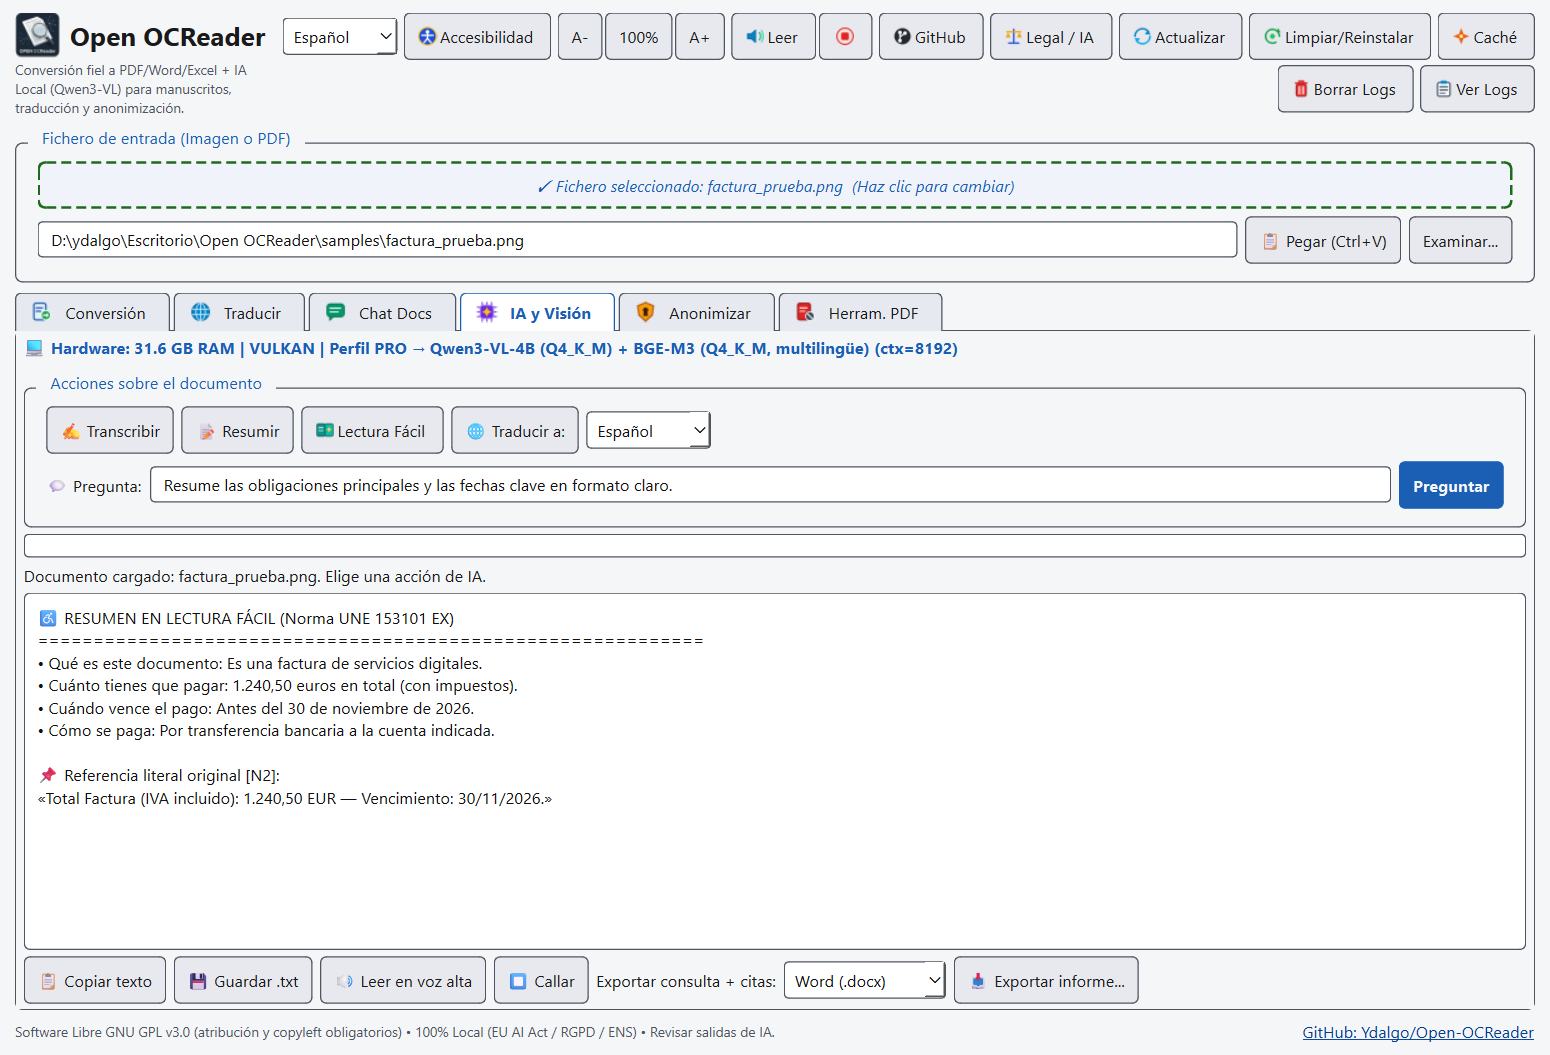 Open OCReader
Español
Accesibilidad
A-
100%
A+
Leer
GitHub
Legal / IA
Actualizar
Limpiar/Reinstalar
Caché
Conversión fiel a PDF/Word/Excel + IA
Local (Qwen3-VL) para manuscritos,
traducción y anonimización.
Borrar Logs
Ver Logs
Fichero de entrada (Imagen o PDF)
✓ Fichero seleccionado: factura_prueba.png (Haz clic para cambiar)
D:\ydalgo\Escritorio\Open OCReader\samples\factura_prueba.png
Pegar (Ctrl+V)
Examinar...
Conversión
Traducir
Chat Docs
IA y Visión
Anonimizar
Herram. PDF
Hardware: 31.6 GB RAM | VULKAN | Perfil PRO → Qwen3-VL-4B (Q4_K_M) + BGE-M3 (Q4_K_M, multilingüe) (ctx=8192)
Acciones sobre el documento
Transcribir
Resumir
Lectura Fácil
Traducir a:
Español
Pregunta:
Resume las obligaciones principales y las fechas clave en formato claro.
Preguntar
Documento cargado: factura_prueba.png. Elige una acción de IA.
♿ RESUMEN EN LECTURA FÁCIL (Norma UNE 153101 EX)
============================================================
• Qué es este documento: Es una factura de servicios digitales.
• Cuánto tienes que pagar: 1.240,50 euros en total (con impuestos).
• Cuándo vence el pago: Antes del 30 de noviembre de 2026.
• Cómo se paga: Por transferencia bancaria a la cuenta indicada.
📌 Referencia literal original [N2]:
«Total Factura (IVA incluido): 1.240,50 EUR — Vencimiento: 30/11/2026.»
Copiar texto
Guardar .txt
Leer en voz alta
Callar
Exportar consulta + citas:
Word (.docx)
Exportar informe...
Software Libre GNU GPL v3.0 (atribución y copyleft obligatorios) • 100% Local (EU AI Act / RGPD / ENS) • Revisar salidas de IA.
GitHub: Ydalgo/Open-OCReader